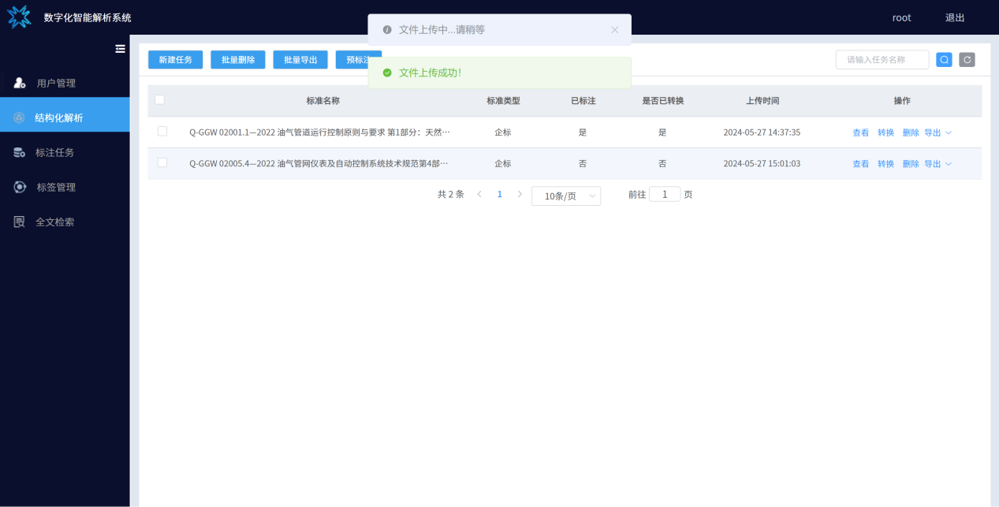 数字化智能解析系统
root 退出
文件上传中...请稍等
新建任务 批量删除 批量导出 预标注
请输入任务名称
文件上传成功!
用户管理
结构化解析
标注任务
标签管理
全文检索
标准名称 标准类型 已标注 是否已转换 上传时间 操作
Q-GGW 02001.1—2022 油气管道运行控制原则与要求 第1部分：天然… 企标 是 是 2024-05-27 14:37:35 查看 转换 删除 导出
Q-GGW 02005.4—2022 油气管网仪表及自动控制系统技术规范第4部… 企标 否 否 2024-05-27 15:01:03 查看 转换 删除 导出
共 2 条 1 10条/页 前往 1 页